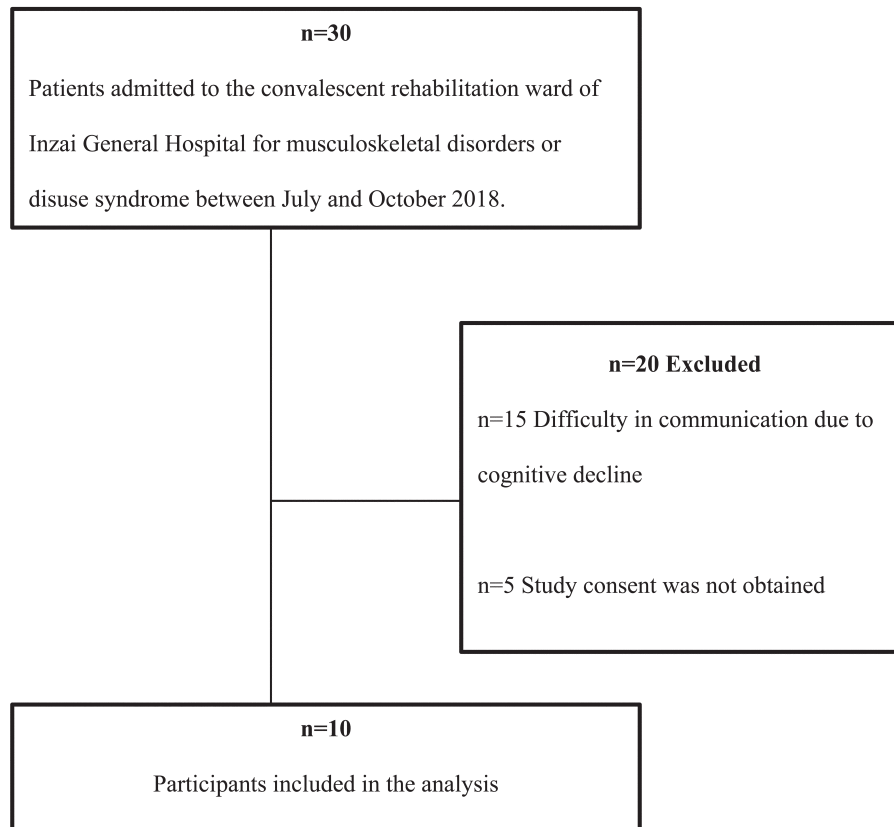 n=30
Patients admitted to the convalescent rehabilitation ward of
Inzai General Hospital for musculoskeletal disorders or
disuse syndrome between July and October 2018.
n=20 Excluded
n=15 Difficulty in communication due to
cognitive decline
n=5 Study consent was not obtained
n=10
Participants included in the analysis